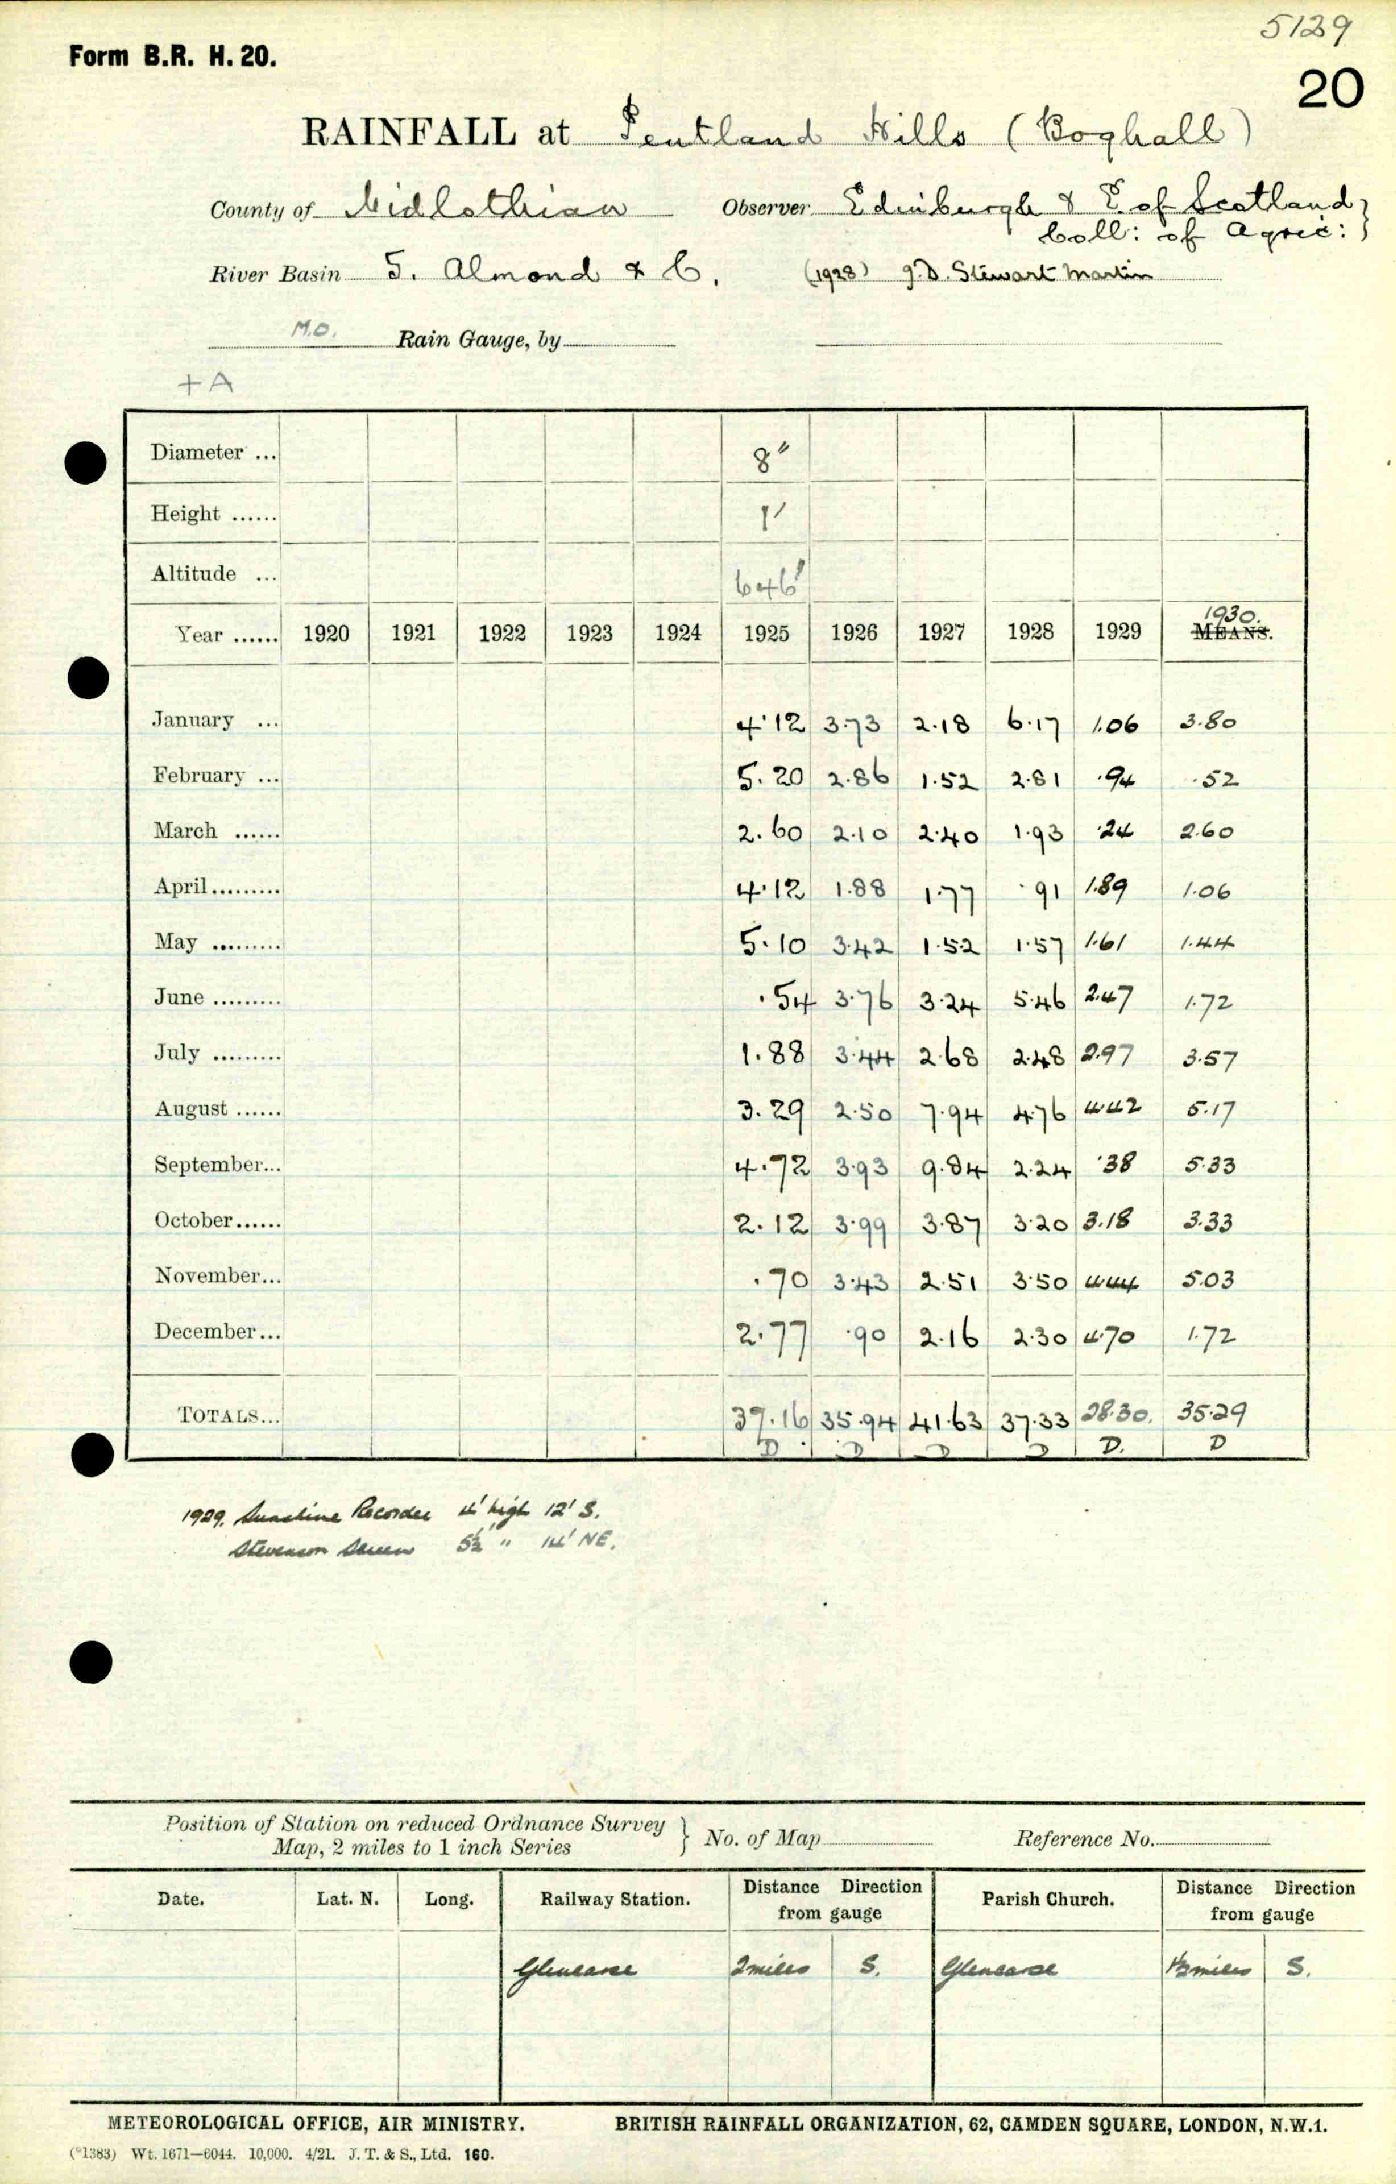 5129
Form B.R. H. 20.
20
RAINFALL at Pentland Hills (Boghall)
County of Midlothian Observer Edinburgh & E. of Scotland }
Coll: of Agric: }
River Basin 5. Almond & C. (1928) J.D. Stewart Martin
M.O. Rain Gauge, by
+A
Diameter ... 8"
Height ...... 1'
Altitude ... 646'
Year ...... 1920 1921 1922 1923 1924 1925 1926 1927 1928 1929 1930. MEANS.
January ... 4.12 3.73 2.18 6.17 1.06 3.80
February ... 5.20 2.86 1.52 2.81 .94 .52
March ...... 2.60 2.10 2.40 1.93 .24 2.60
April......... 4.12 1.88 1.77 .91 1.89 1.06
May ......... 5.10 3.42 1.52 1.57 1.61 1.44
June ......... .54 3.76 3.24 5.46 2.47 1.72
July ......... 1.88 3.44 2.68 2.48 2.97 3.57
August ...... 3.29 2.50 7.94 4.76 4.42 5.17
September... 4.72 3.93 9.84 2.24 .38 5.33
October...... 2.12 3.99 3.87 3.20 3.18 3.33
November... .70 3.43 2.51 3.50 4.44 5.03
December... 2.77 .90 2.16 2.30 4.70 1.72
TOTALS... 37.16 35.94 41.63 37.33 28.30. 35.29
D D D D D. D
1929. Sunshine Recorder 4' high 12' S.
Stevenson Screen 5½' " 14' NE.
Position of Station on reduced Ordnance Survey } No. of Map Reference No.
Map, 2 miles to 1 inch Series
Date. Lat. N. Long. Railway Station. Distance Direction from gauge Parish Church. Distance Direction from gauge
Glencorse 2 miles S. Glencorse 1½ miles S.
METEOROLOGICAL OFFICE, AIR MINISTRY. BRITISH RAINFALL ORGANIZATION, 62, CAMDEN SQUARE, LONDON, N.W.1.
(*1383) Wt. 1671—6044. 10,000. 4/21. J. T. & S., Ltd. 160.